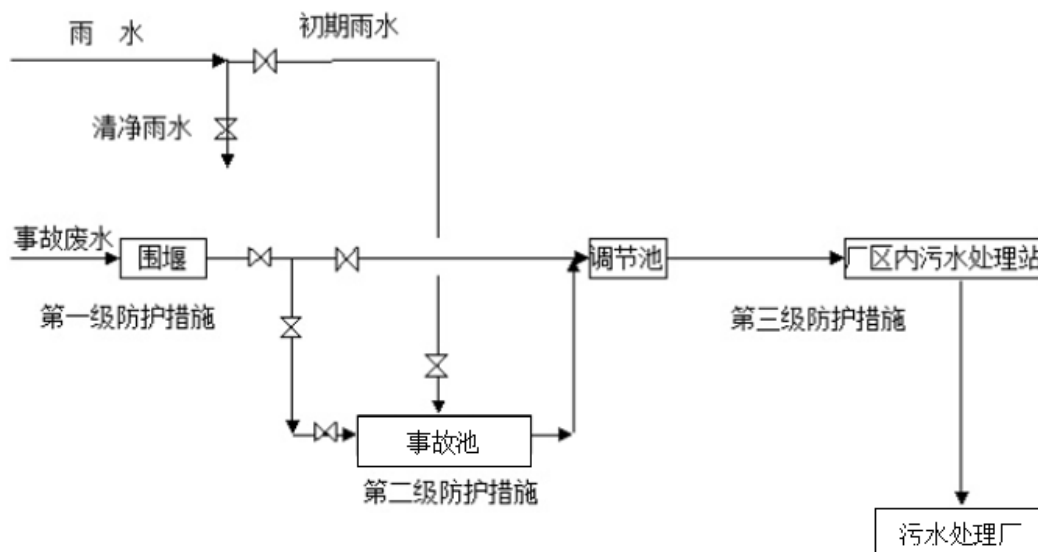 雨 水
初期雨水
清净雨水
事故废水
围堰
调节池
厂区内污水处理站
第一级防护措施
第三级防护措施
事故池
第二级防护措施
污水处理厂